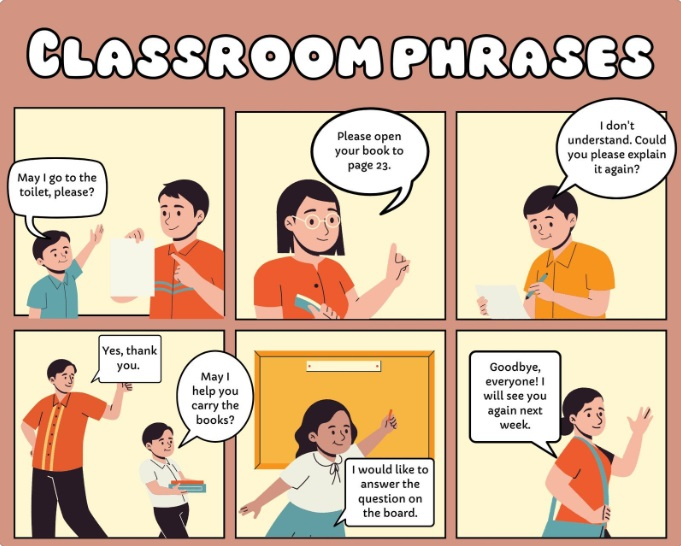 CLASSROOM PHRASES
May I go to the
toilet, please?
Please open
your book to
page 23.
I don't
understand. Could
you please explain
it again?
Yes, thank
you.
May I
help you
carry the
books?
I would like to
answer the
question on
the board.
Goodbye,
everyone! I
will see you
again next
week.